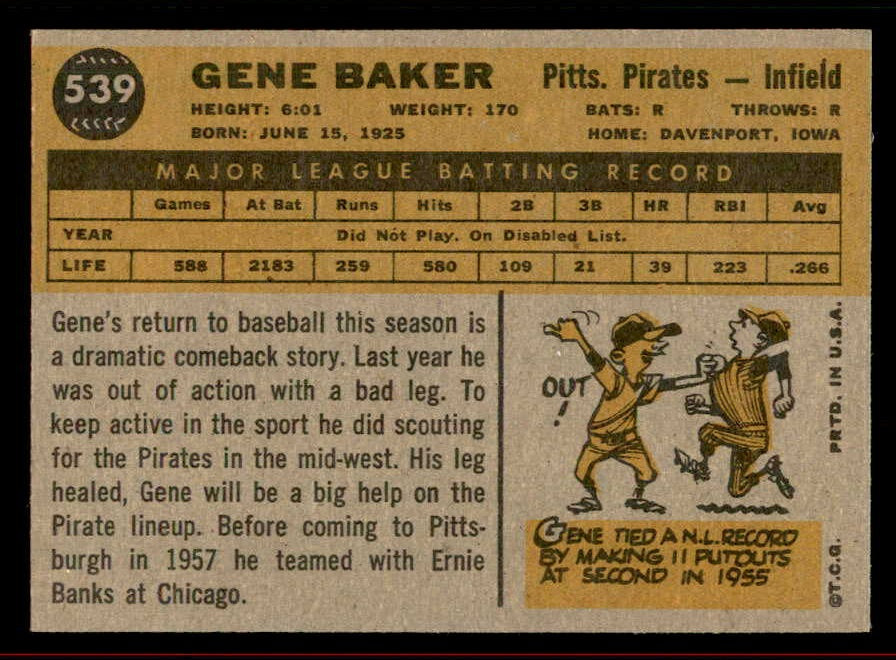 539
GENE BAKER Pitts. Pirates — Infield
HEIGHT: 6:01 WEIGHT: 170 BATS: R THROWS: R
BORN: JUNE 15, 1925 HOME: DAVENPORT, IOWA
MAJOR LEAGUE BATTING RECORD
Games At Bat Runs Hits 2B 3B HR RBI Avg
YEAR Did Not Play. On Disabled List.
LIFE 588 2183 259 580 109 21 39 223 .266
Gene's return to baseball this season is
a dramatic comeback story. Last year he
was out of action with a bad leg. To
keep active in the sport he did scouting
for the Pirates in the mid-west. His leg
healed, Gene will be a big help on the
Pirate lineup. Before coming to Pitts-
burgh in 1957 he teamed with Ernie
Banks at Chicago.
OUT
!
GENE TIED A N.L. RECORD
BY MAKING 11 PUTOUTS
AT SECOND IN 1955
©T.C.G. PRTD. IN U.S.A.